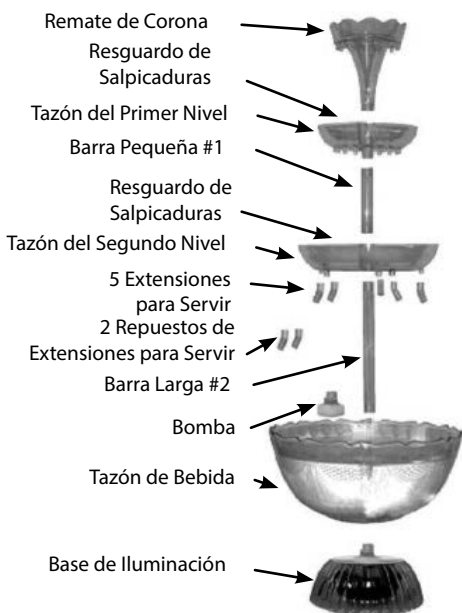 Remate de Corona
Resguardo de
Salpicaduras
Tazón del Primer Nivel
Barra Pequeña #1
Resguardo de
Salpicaduras
Tazón del Segundo Nivel
5 Extensiones
para Servir
2 Repuestos de
Extensiones para Servir
Barra Larga #2
Bomba
Tazón de Bebida
Base de Iluminación